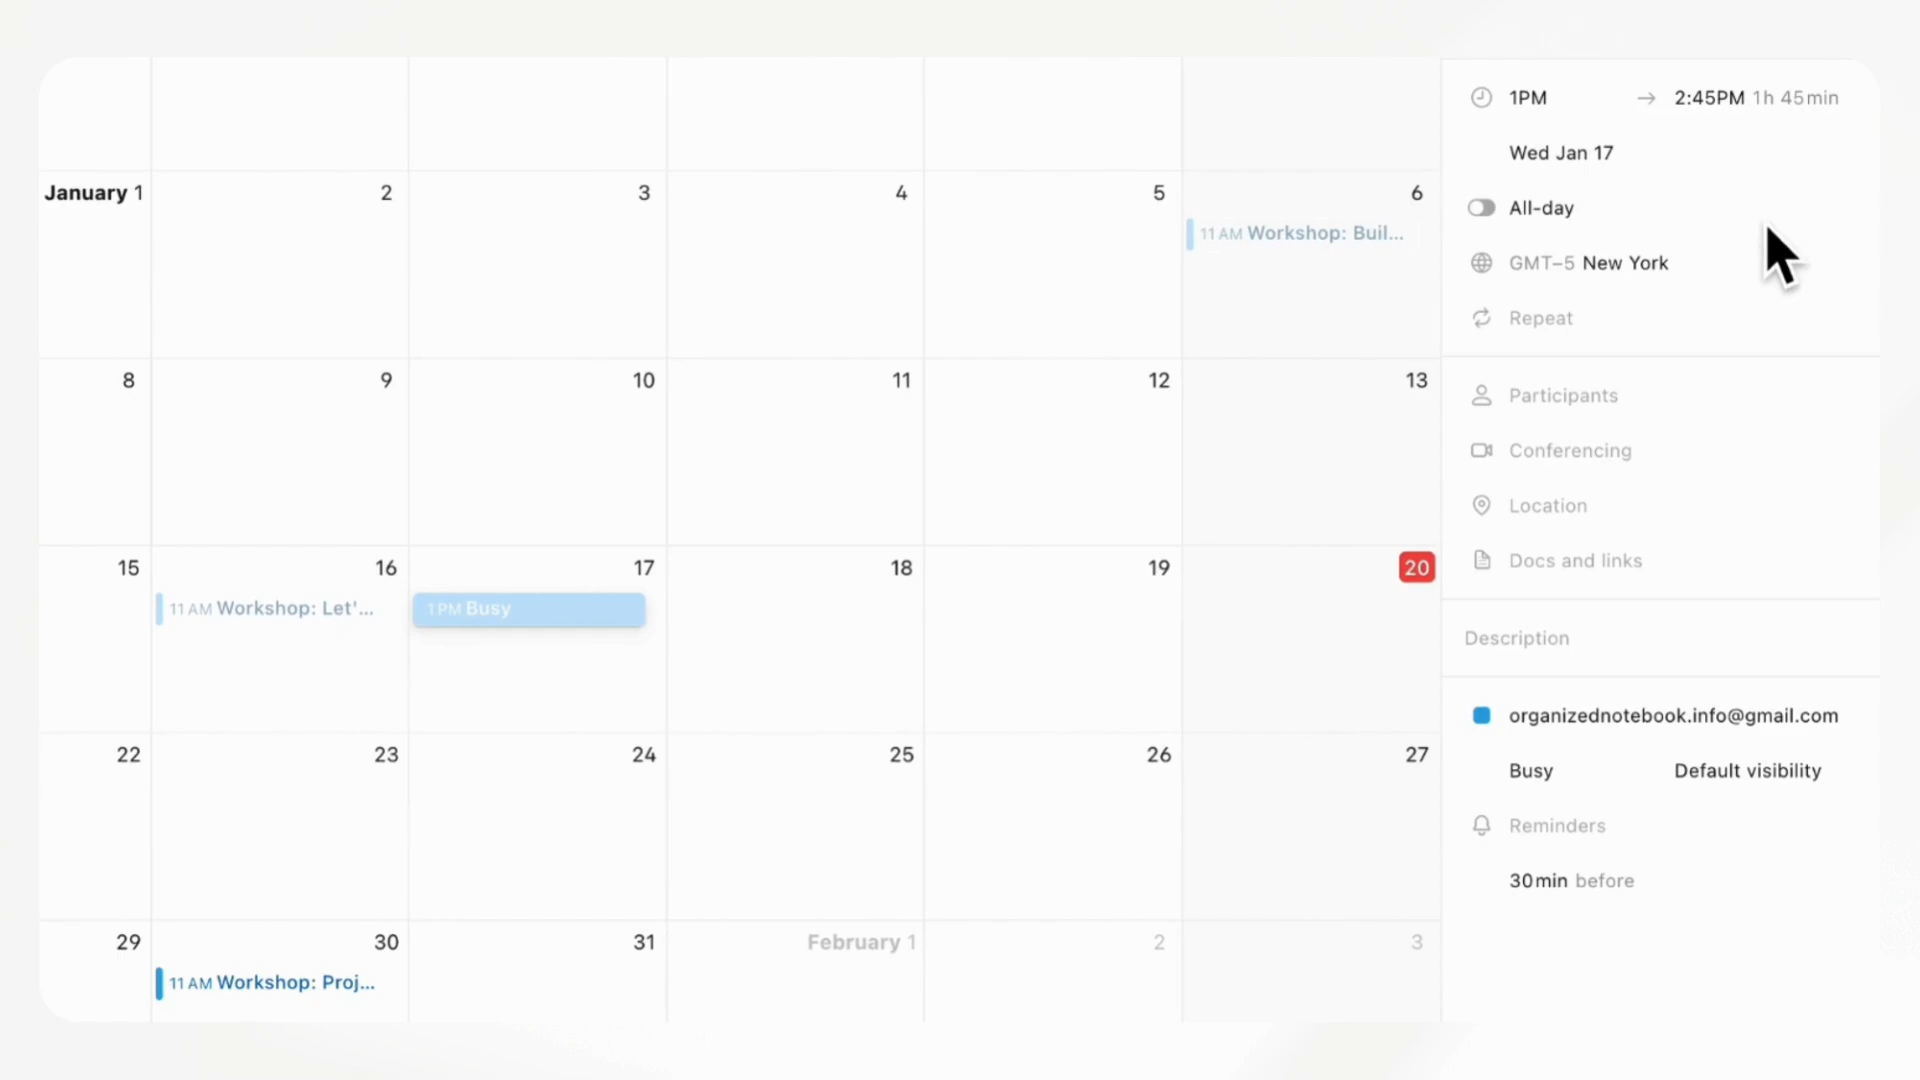 January 1
2
3
4
5
6
11 AM Workshop: Buil...
8
9
10
11
12
13
15
16
17
18
19
20
11 AM Workshop: Let'...
1 PM Busy
22
23
24
25
26
27
29
30
31
February 1
2
3
11 AM Workshop: Proj...
1PM → 2:45PM 1h 45min
Wed Jan 17
All-day
GMT–5 New York
Repeat
Participants
Conferencing
Location
Docs and links
Description
organizednotebook.info@gmail.com
Busy Default visibility
Reminders
30min before